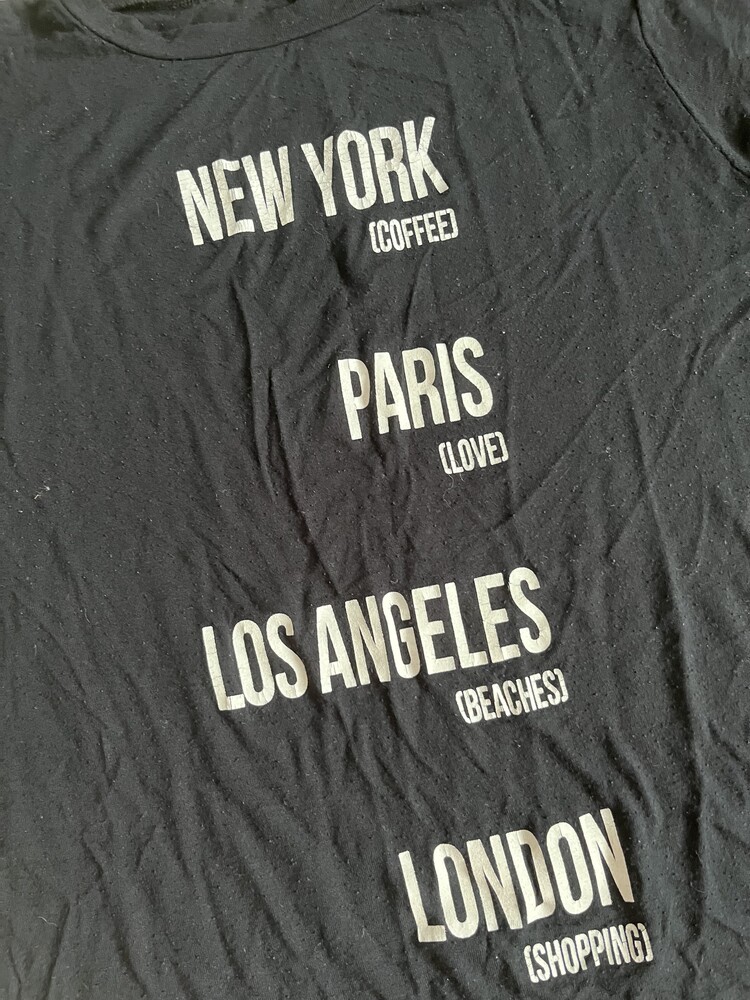 NEW YORK
(COFFEE)
PARIS
(LOVE)
LOS ANGELES
(BEACHES)
LONDON
(SHOPPING)